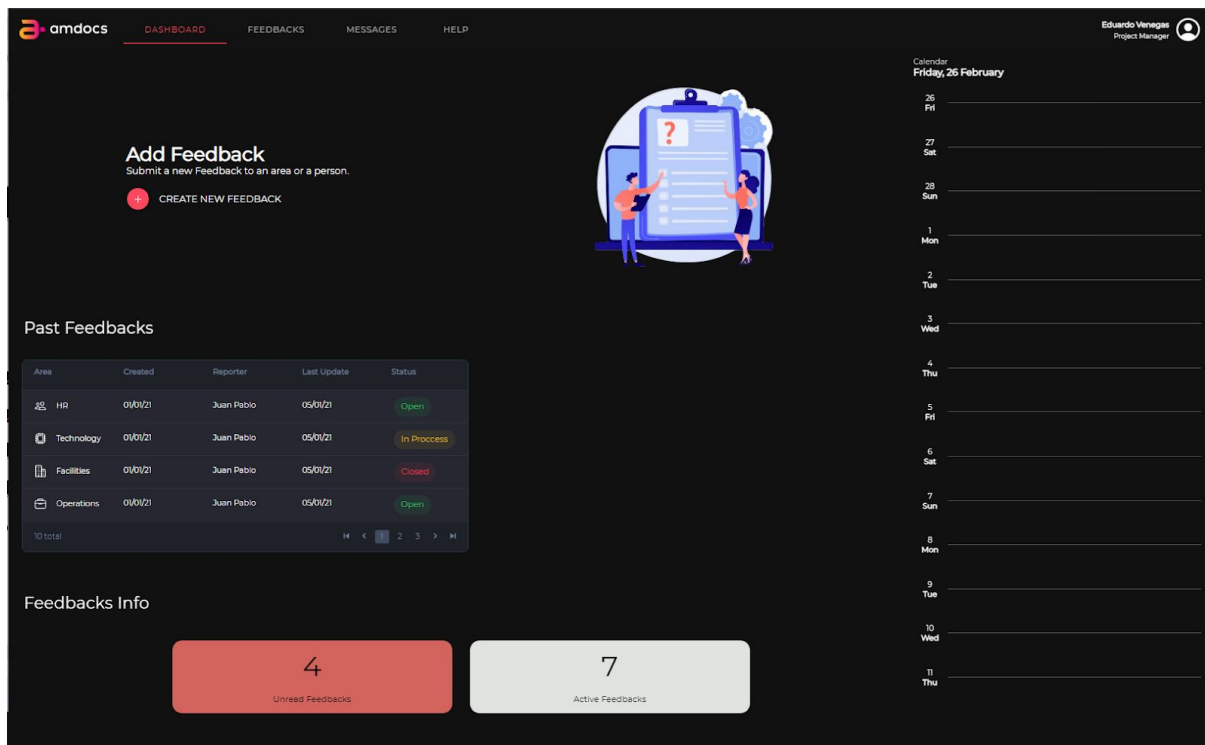 amdocs
DASHBOARD FEEDBACKS MESSAGES HELP
Eduardo Venegas
Project Manager
Add Feedback
Submit a new Feedback to an area or a person.
+ CREATE NEW FEEDBACK
?
Past Feedbacks
Area Created Reporter Last Update Status
HR 01/01/21 Juan Pablo 05/01/21 Open
Technology 01/01/21 Juan Pablo 05/01/21 In Proccess
Facilities 01/01/21 Juan Pablo 05/01/21 Closed
Operations 01/01/21 Juan Pablo 05/01/21 Open
10 total 1 2 3
Feedbacks Info
4
Unread Feedbacks
7
Active Feedbacks
Calendar
Friday, 26 February
26
Fri
27
Sat
28
Sun
1
Mon
2
Tue
3
Wed
4
Thu
5
Fri
6
Sat
7
Sun
8
Mon
9
Tue
10
Wed
11
Thu